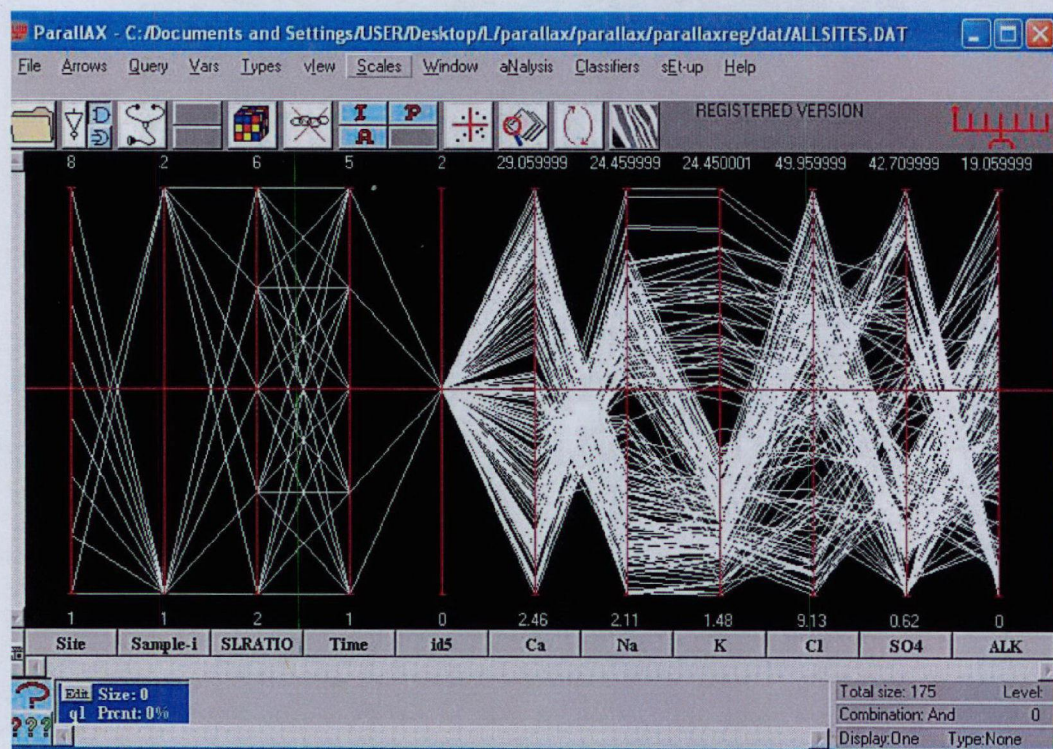 ParallAX - C:/Documents and Settings/USER/Desktop/L/parallax/parallax/parallaxreg/dat/ALLSITES.DAT
File Arrows Query Vars Types vIew Scales Window aNalysis Classifiers sEt-up Help
I P
A
REGISTERED VERSION
8 2 6 5 2 29.059999 24.459999 24.450001 49.959999 42.709999 19.059999
1 1 2 1 0 2.46 2.11 1.48 9.13 0.62 0
Site Sample-i SLRATIO Time id5 Ca Na K Cl SO4 ALK
? Edit Size: 0 Total size: 175 Level:
??? q1 Prcnt: 0% Combination: And 0
Display:One Type:None